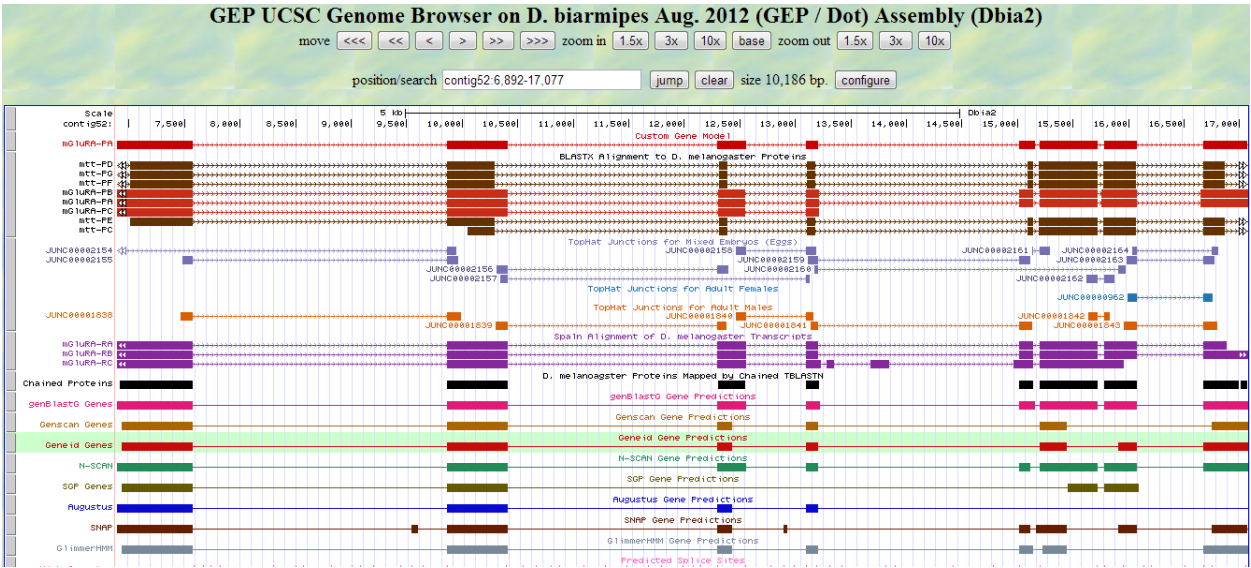 GEP UCSC Genome Browser on D. biarmipes Aug. 2012 (GEP / Dot) Assembly (Dbia2)
move <<< << < > >> >>> zoom in 1.5x 3x 10x base zoom out 1.5x 3x 10x
position/search contig52:6,892-17,077 jump clear size 10,186 bp. configure
Scale 5 kb Dbia2
contig52: 7,500 8,000 8,500 9,000 9,500 10,000 10,500 11,000 11,500 12,000 12,500 13,000 13,500 14,000 14,500 15,000 15,500 16,000 16,500 17,000
Custom Gene Model
mGluRA-PA
BLASTX Alignment to D. melanogaster Proteins
mtt-PD
mtt-PG
mtt-PF
mGluRA-PB
mGluRA-PA
mGluRA-PC
mtt-PE
mtt-PC
TopHat Junctions for Mixed Embryos (Eggs)
JUNC00002154 JUNC00002158 JUNC00002161 JUNC00002164
JUNC00002155 JUNC00002159 JUNC00002163
JUNC00002156 JUNC00002160
JUNC00002157 JUNC00002162
TopHat Junctions for Adult Females
JUNC00000962
TopHat Junctions for Adult Males
JUNC00001838 JUNC00001840 JUNC00001842
JUNC00001839 JUNC00001841 JUNC00001843
Spaln Alignment of D. melanogaster Transcripts
mGluRA-RA
mGluRA-RB
mGluRA-RC
D. melanoagster Proteins Mapped by Chained TBLASTN
Chained Proteins
genBlastG Gene Predictions
genBlastG Genes
Genscan Gene Predictions
Genscan Genes
Geneid Gene Predictions
Geneid Genes
N-SCAN Gene Predictions
N-SCAN
SGP Gene Predictions
SGP Genes
Augustus Gene Predictions
Augustus
SNAP Gene Predictions
SNAP
GlimmerHMM Gene Predictions
GlimmerHMM
Predicted Splice Sites